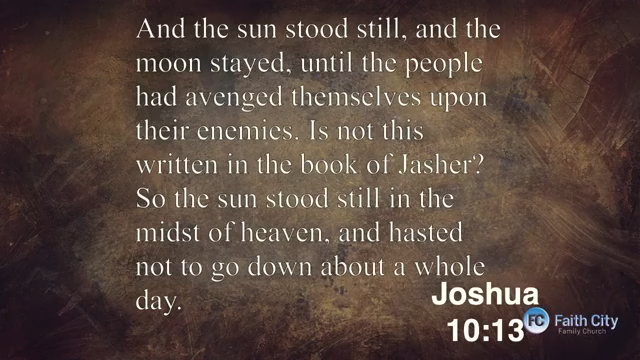 And the sun stood still, and the
moon stayed, until the people
had avenged themselves upon
their enemies. Is not this
written in the book of Jasher?
So the sun stood still in the
midst of heaven, and hasted
not to go down about a whole
day.
Joshua
10:13
FC Faith City
Family Church